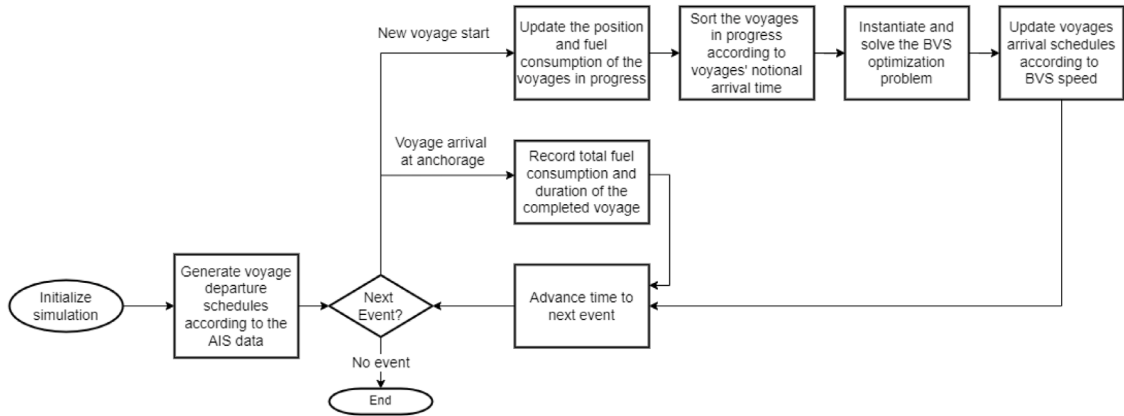 New voyage start
Update the position
and fuel
consumption of the
voyages in progress
Sort the voyages
in progress
according to
voyages' notional
arrival time
Instantiate and
solve the BVS
optimization
problem
Update voyages
arrival schedules
according to
BVS speed
Voyage arrival
at anchorage
Record total fuel
consumption and
duration of the
completed voyage
Initialize
simulation
Generate voyage
departure
schedules
according to the
AIS data
Next
Event?
Advance time to
next event
No event
End